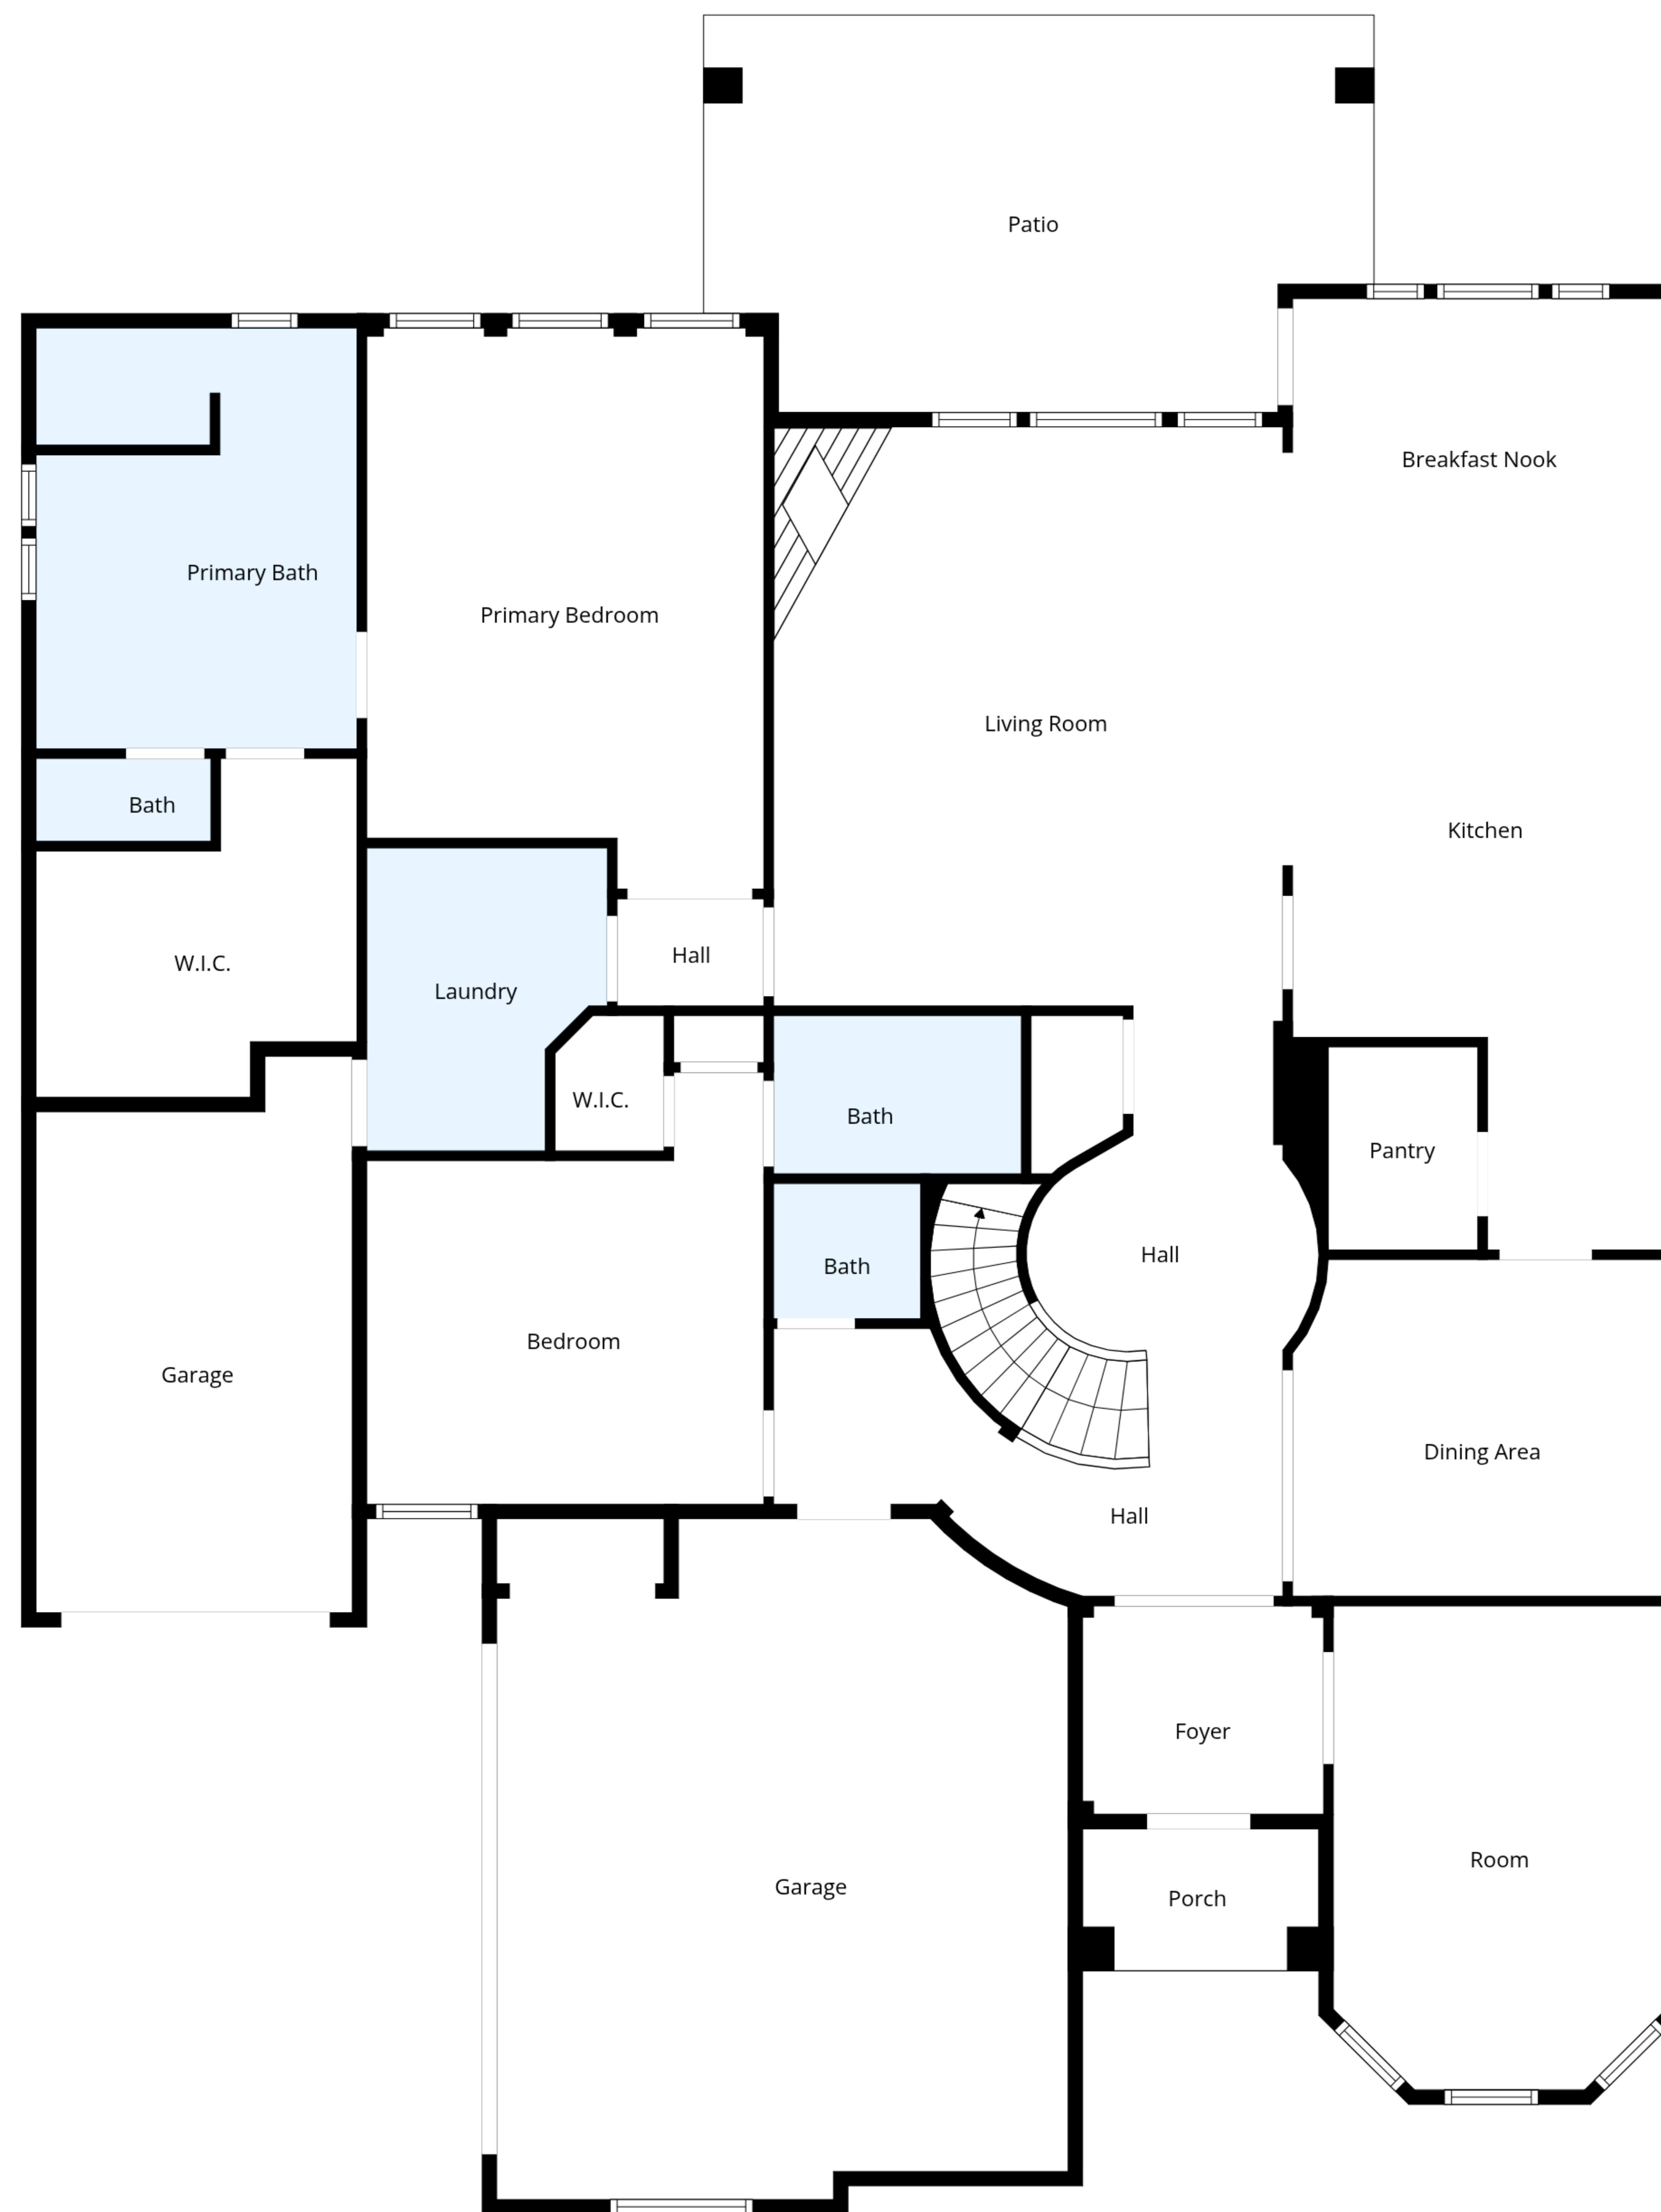 Patio
Breakfast Nook
Primary Bath
Primary Bedroom
Living Room
Bath
Kitchen
W.I.C.
Hall
Laundry
W.I.C.
Bath
Pantry
Hall
Bath
Bedroom
Garage
Dining Area
Hall
Foyer
Room
Garage
Porch